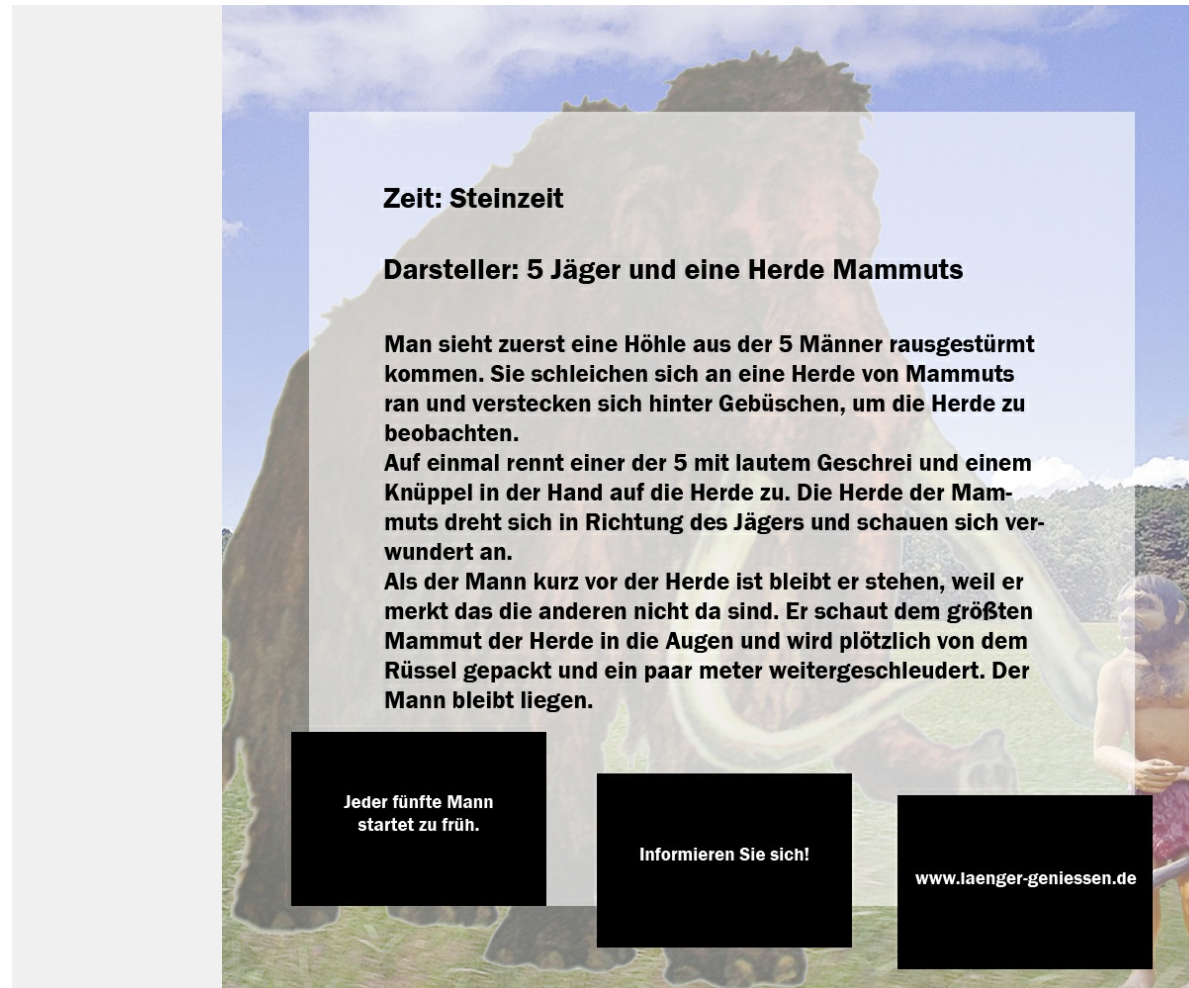 Zeit: Steinzeit
Darsteller: 5 Jäger und eine Herde Mammuts
Man sieht zuerst eine Höhle aus der 5 Männer rausgestürmt
kommen. Sie schleichen sich an eine Herde von Mammuts
ran und verstecken sich hinter Gebüschen, um die Herde zu
beobachten.
Auf einmal rennt einer der 5 mit lautem Geschrei und einem
Knüppel in der Hand auf die Herde zu. Die Herde der Mam-
muts dreht sich in Richtung des Jägers und schauen sich ver-
wundert an.
Als der Mann kurz vor der Herde ist bleibt er stehen, weil er
merkt das die anderen nicht da sind. Er schaut dem größten
Mammut der Herde in die Augen und wird plötzlich von dem
Rüssel gepackt und ein paar meter weitergeschleudert. Der
Mann bleibt liegen.
Jeder fünfte Mann
startet zu früh.
Informieren Sie sich!
www.laenger-geniessen.de